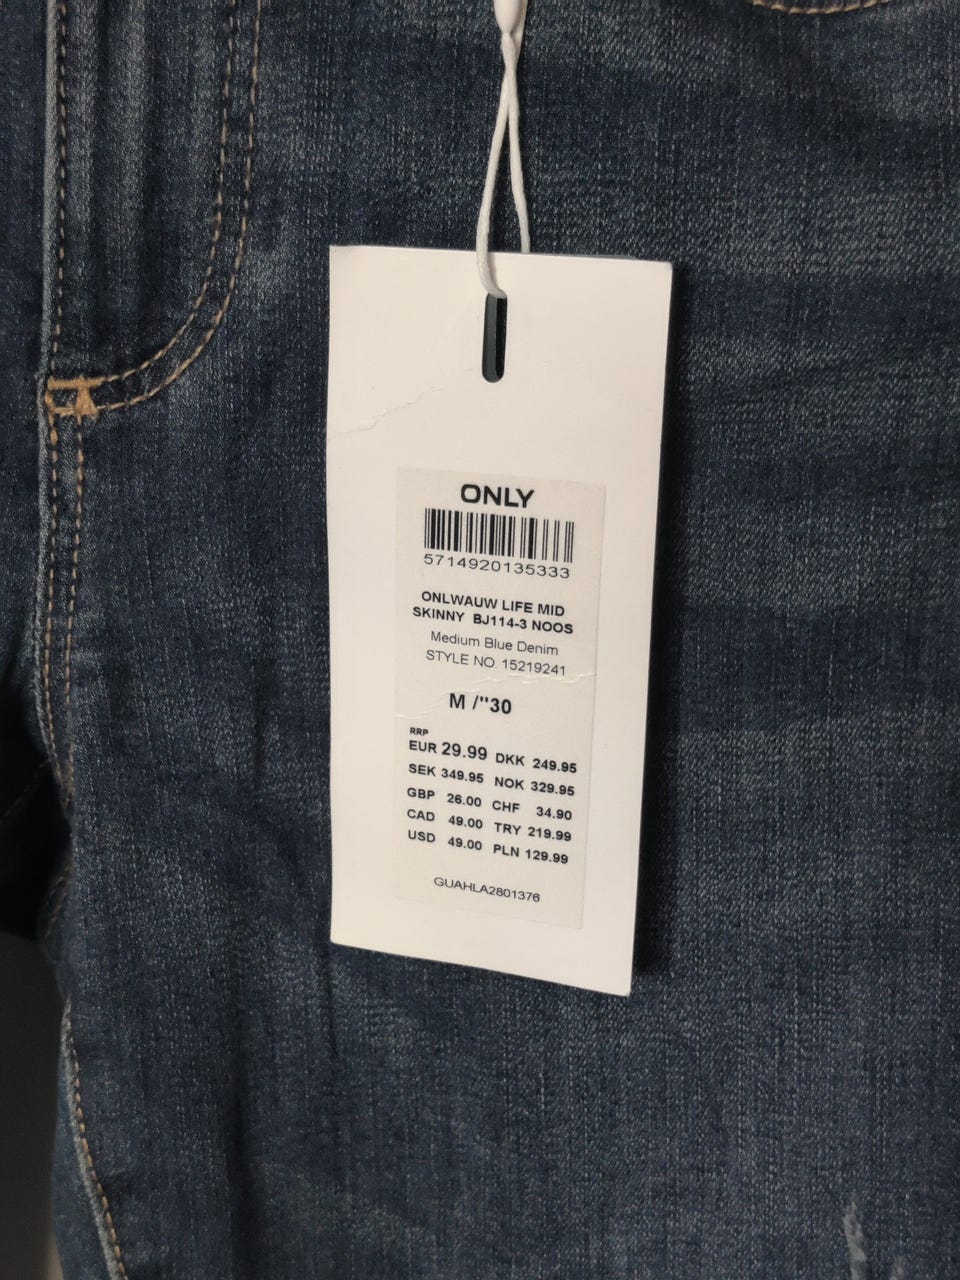 ONLY
5714920135333
ONLWAUW LIFE MID
SKINNY BJ114-3 NOOS
Medium Blue Denim
STYLE NO. 15219241
M /"30
RRP
EUR 29.99 DKK 249.95
SEK 349.95 NOK 329.95
GBP 26.00 CHF 34.90
CAD 49.00 TRY 219.99
USD 49.00 PLN 129.99
GUAHLA2801376